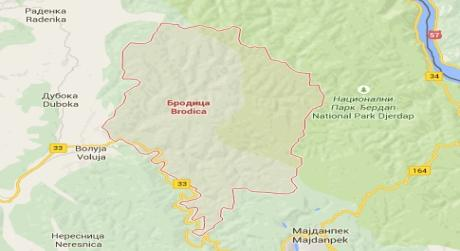 Раденка
Radenka
57
34
Дубока
Duboka
Бродица
Brodica
Национални
Парк Ђердап
National Park Djerdap
33
Волуја
Voluja
33
164
Мајданпек
Majdanpek
Нересница
Neresnica